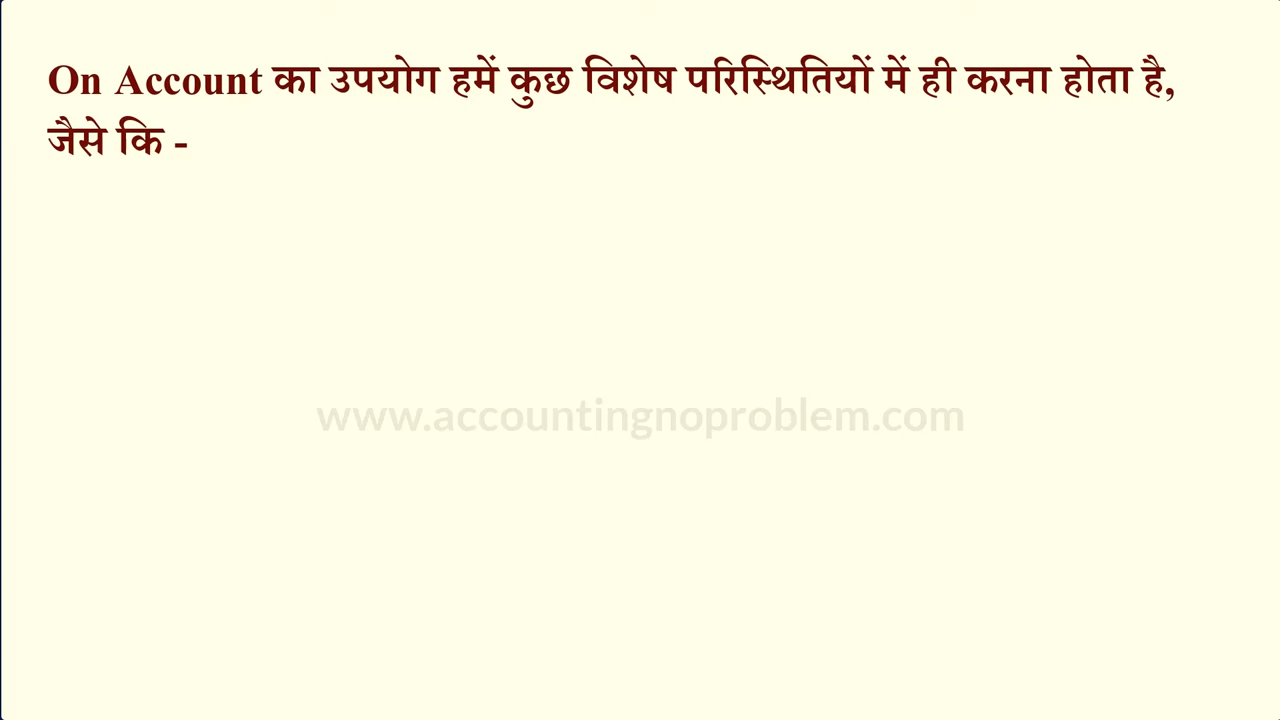 On Account का उपयोग हमें कुछ विशेष परिस्थितियों में ही करना होता है,
जैसे कि -
www.accountingnoproblem.com